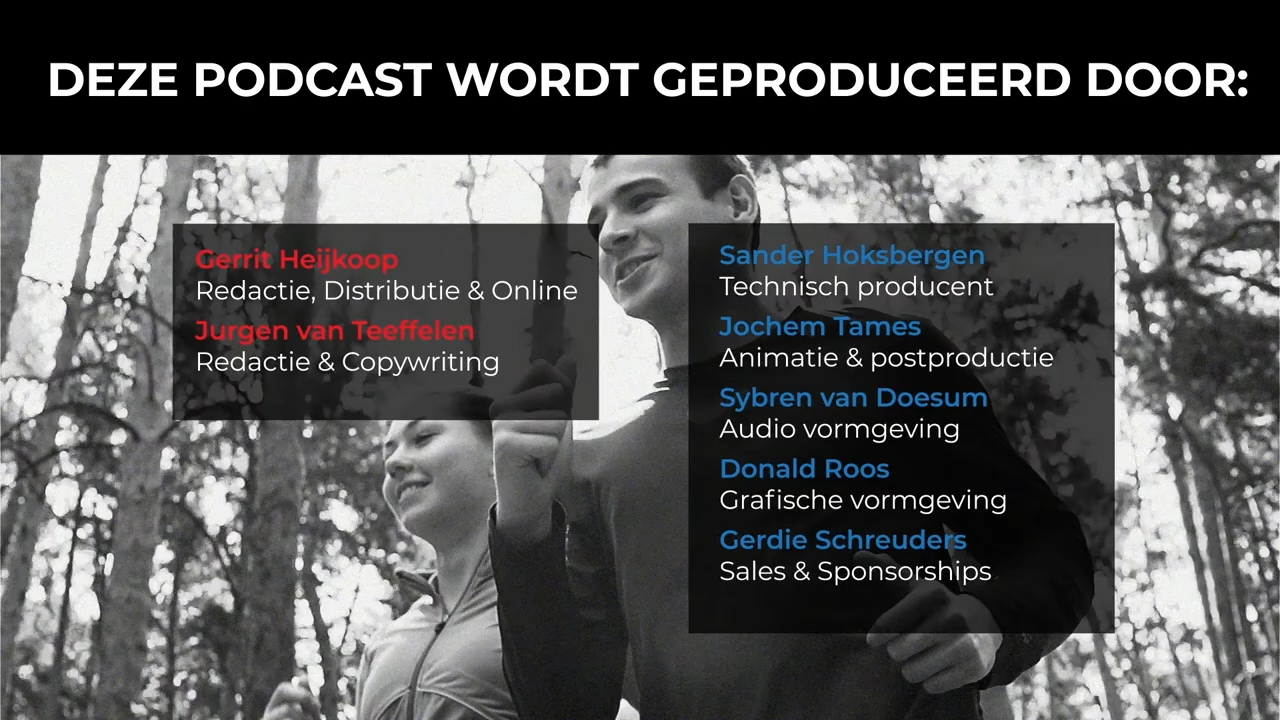 DEZE PODCAST WORDT GEPRODUCEERD DOOR:
Gerrit Heijkoop
Redactie, Distributie & Online
Jurgen van Teeffelen
Redactie & Copywriting
Sander Hoksbergen
Technisch producent
Jochem Tames
Animatie & postproductie
Sybren van Doesum
Audio vormgeving
Donald Roos
Grafische vormgeving
Gerdie Schreuders
Sales & Sponsorships